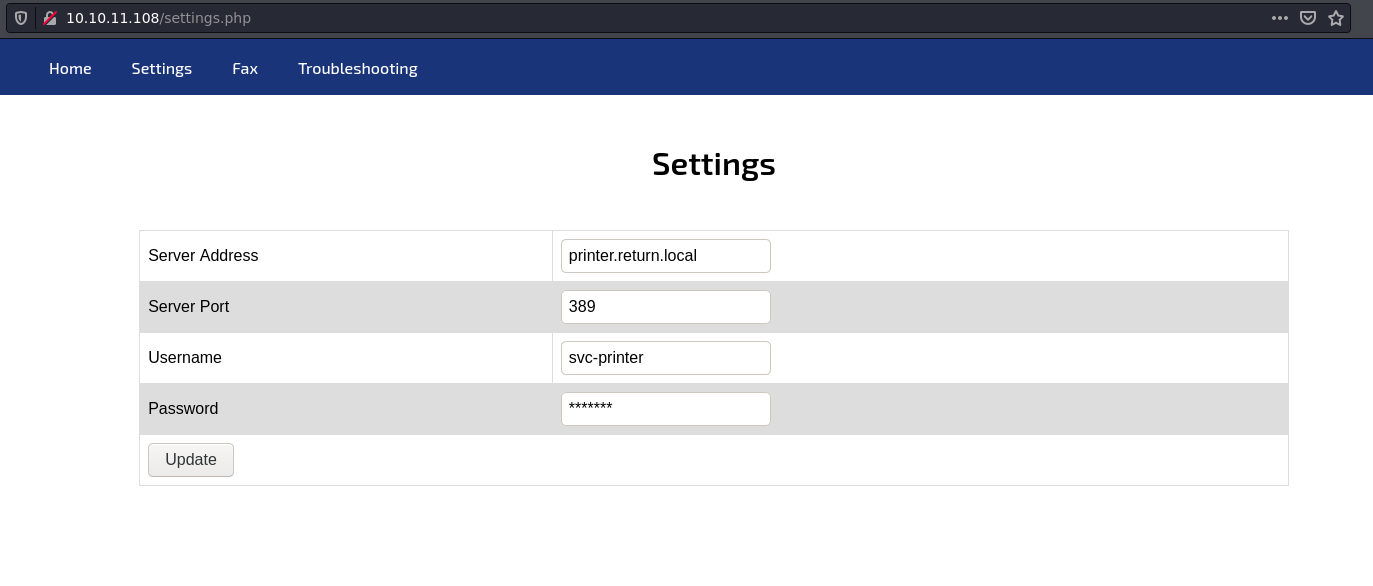 10.10.11.108/settings.php
Home Settings Fax Troubleshooting
Settings
Server Address printer.return.local
Server Port 389
Username svc-printer
Password *******
Update